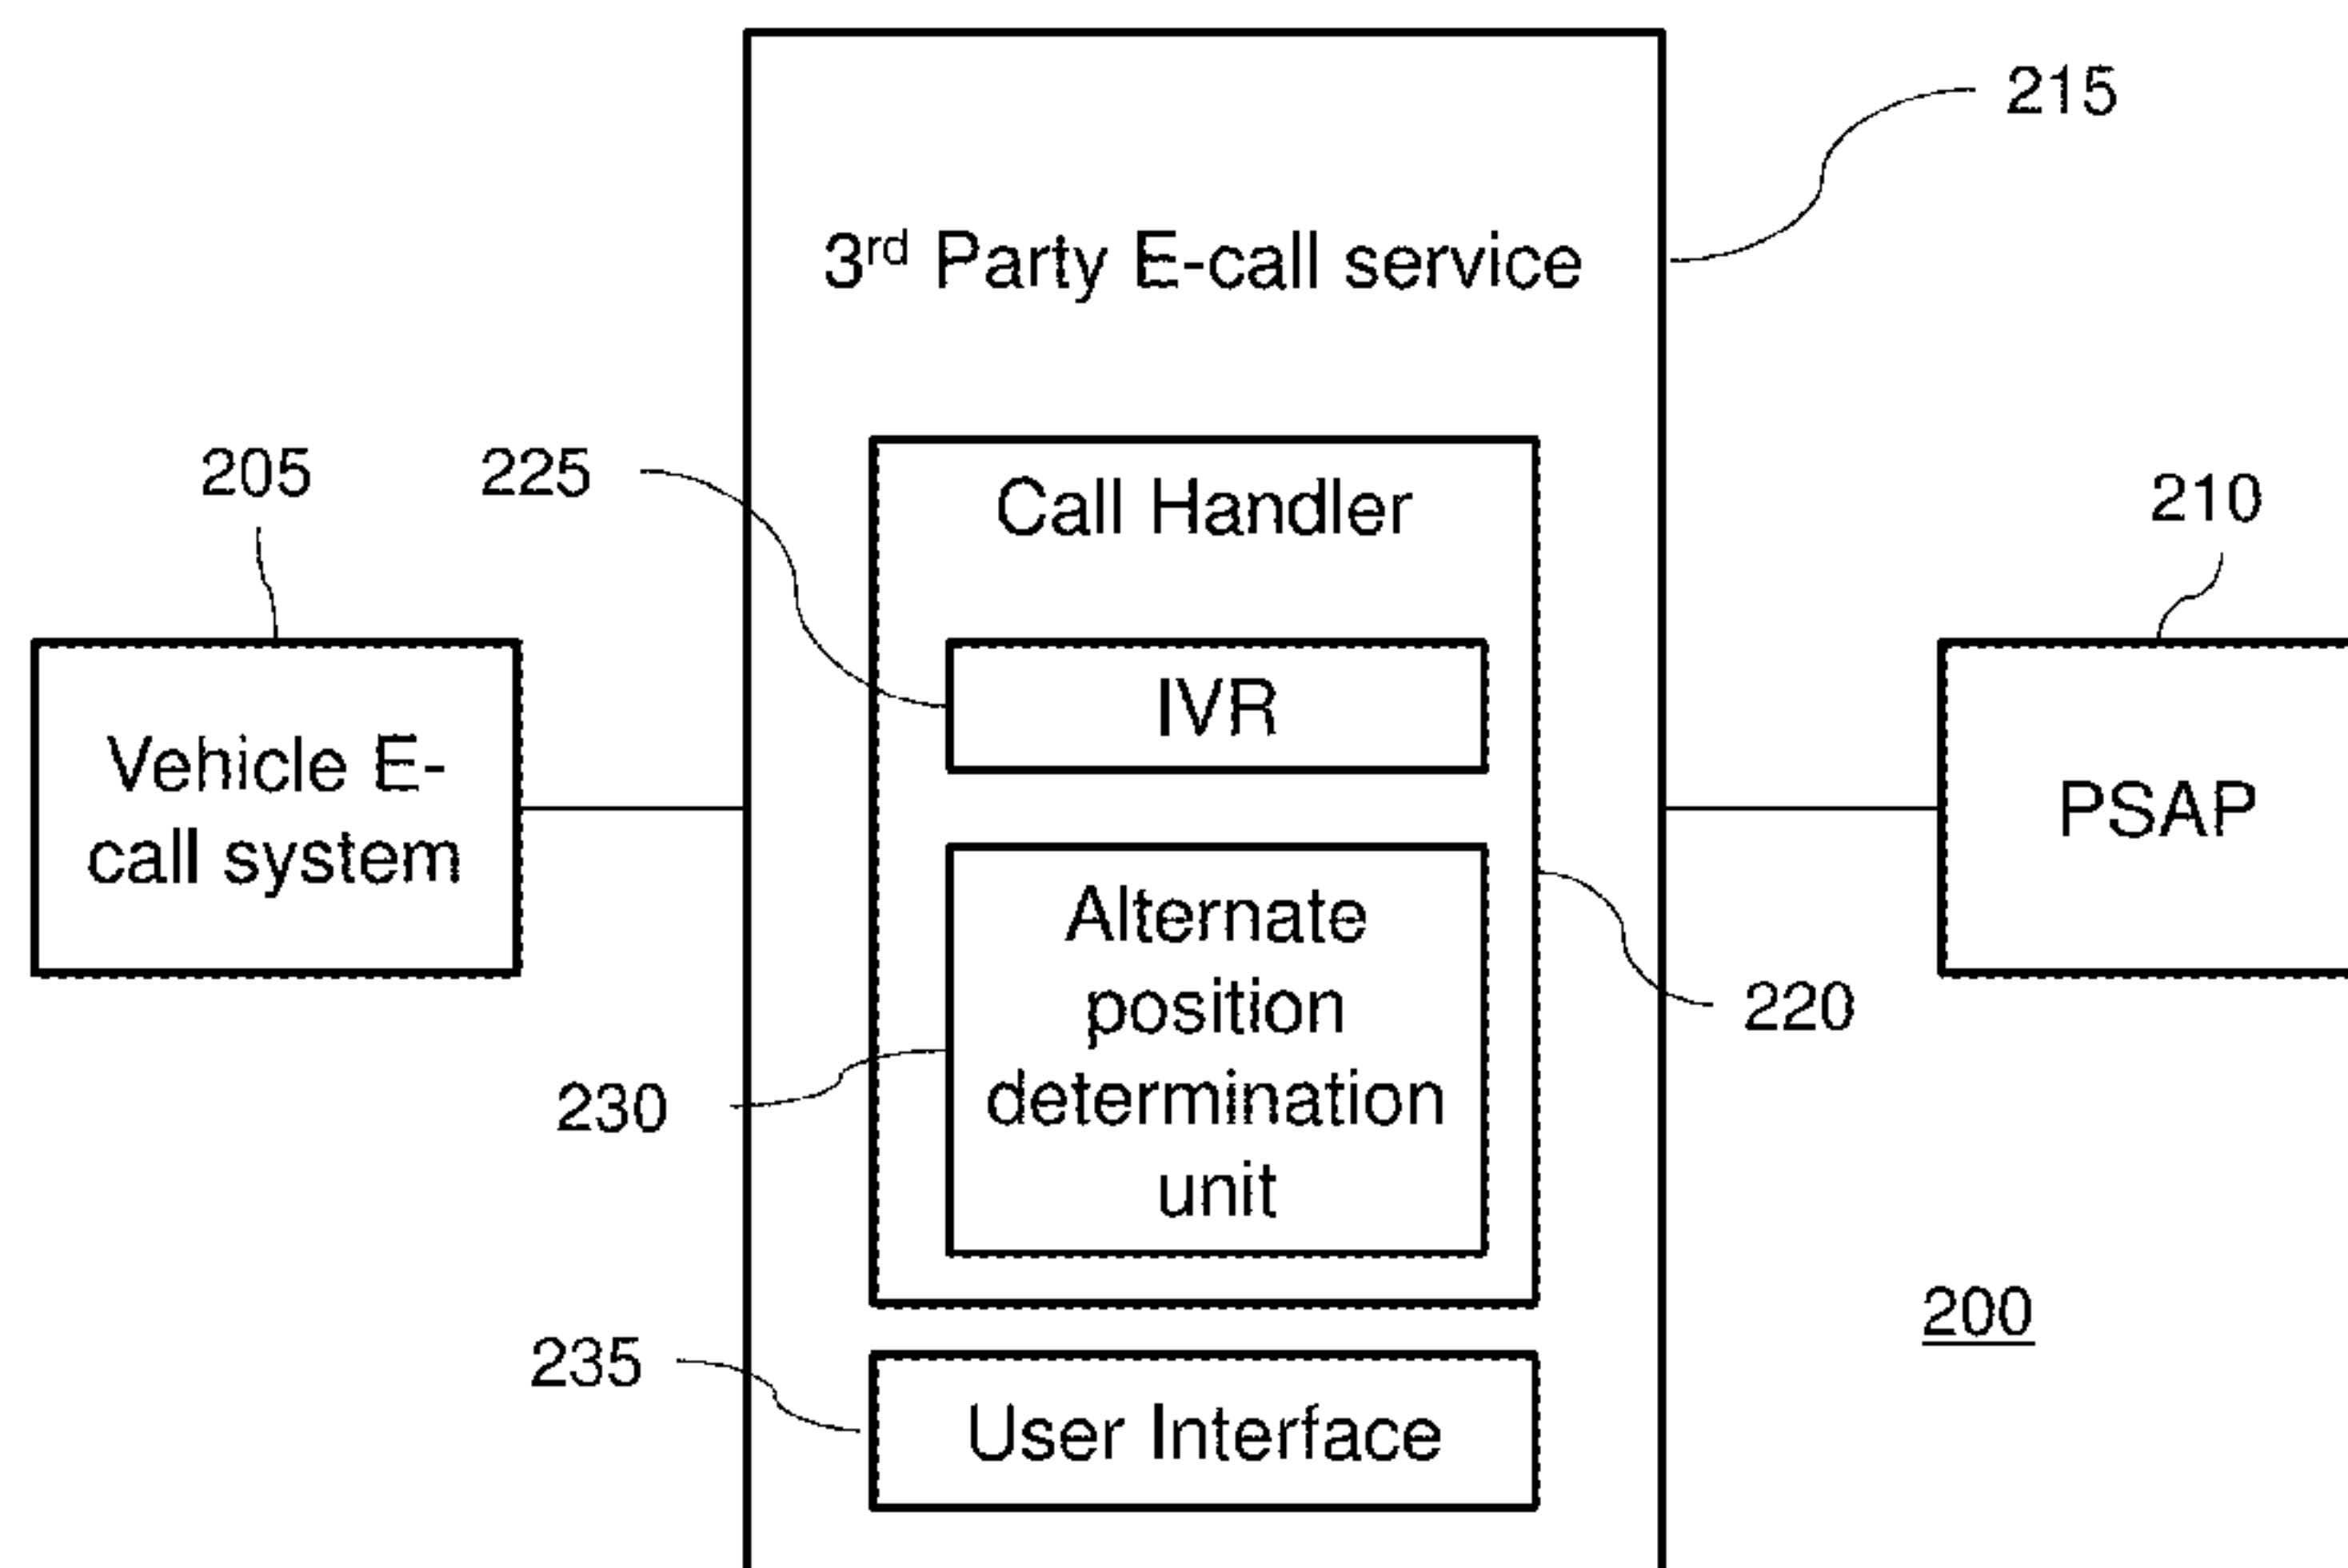 215
3rd Party E-call service
205
225
Call Handler
210
IVR
Vehicle E-
call system
PSAP
Alternate
position
determination
unit
220
230
200
235
User Interface